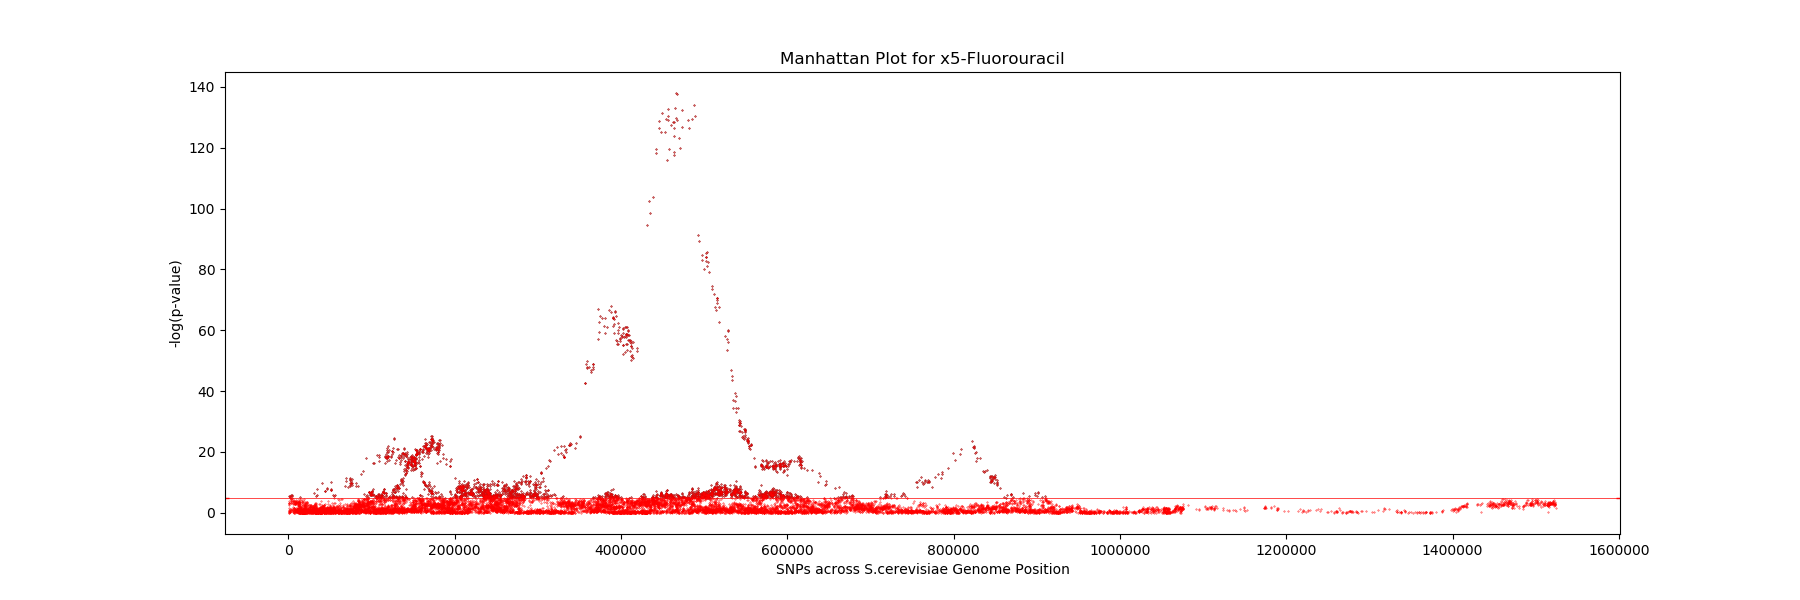 Manhattan Plot for x5-Fluorouracil
140
120
100
80
60
40
20
0
-log(p-value)
0 200000 400000 600000 800000 1000000 1200000 1400000 1600000
SNPs across S.cerevisiae Genome Position